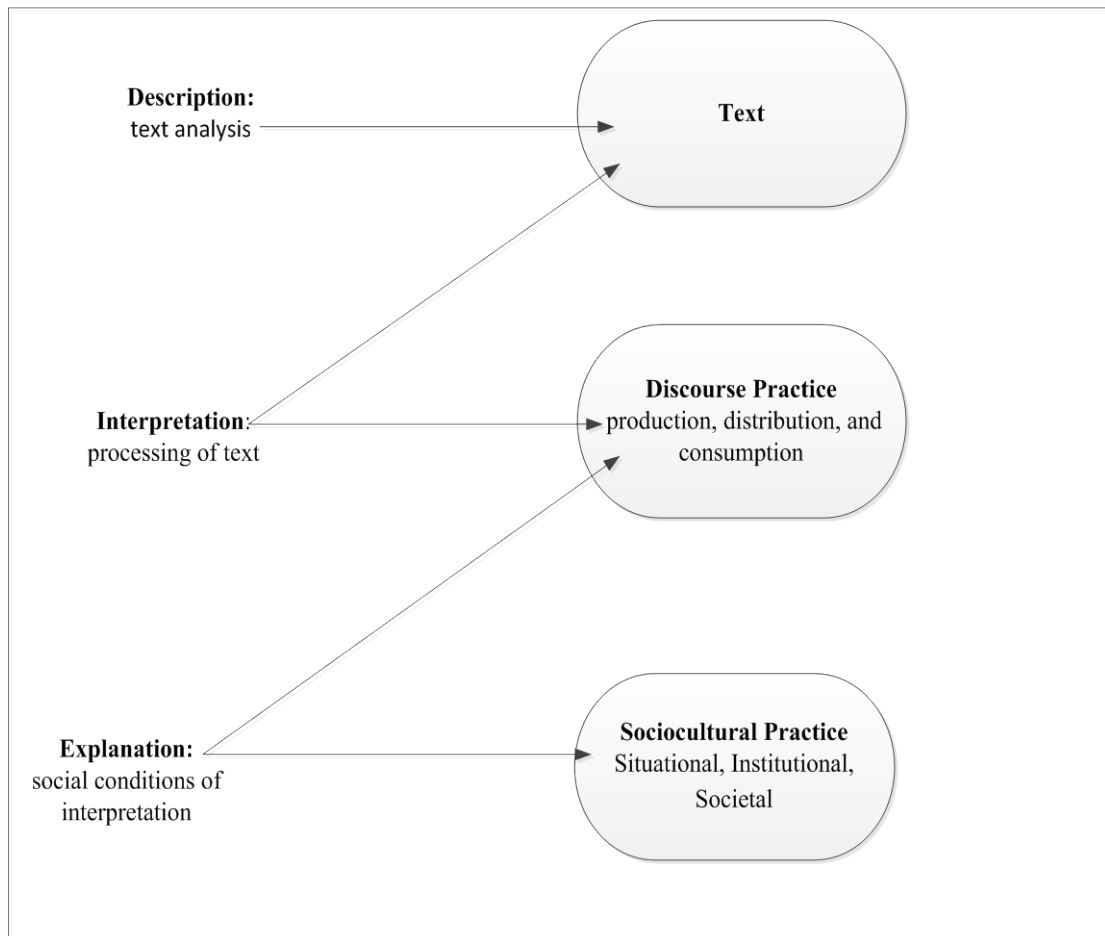 Description:
text analysis
Text
Interpretation:
processing of text
Discourse Practice
production, distribution, and
consumption
Explanation:
social conditions of
interpretation
Sociocultural Practice
Situational, Institutional,
Societal